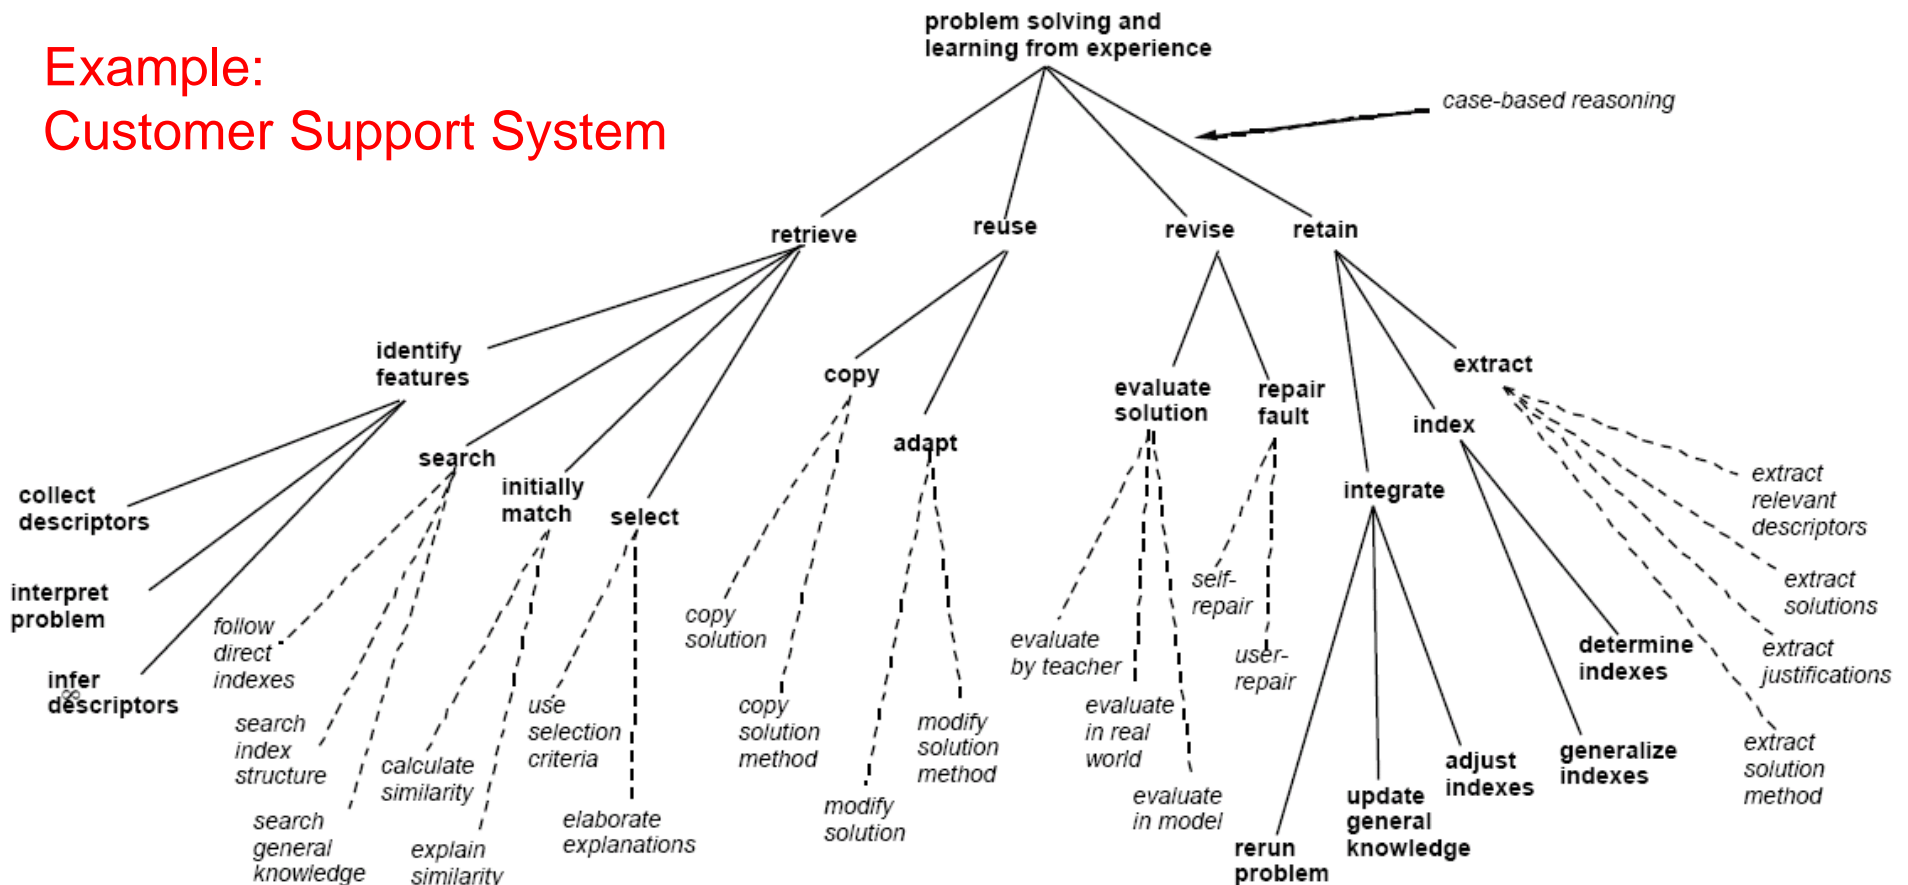 Example:
Customer Support System
problem solving and
learning from experience
case-based reasoning
retrieve
reuse
revise
retain
identify
features
search
initially
match
select
copy
adapt
evaluate
solution
repair
fault
integrate
index
extract
collect
descriptors
interpret
problem
infer
∞
descriptors
follow
direct
indexes
search
index
structure
search
general
knowledge
calculate
similarity
explain
similarity
use
selection
criteria
elaborate
explanations
copy
solution
copy
solution
method
modify
solution
modify
solution
method
evaluate
by teacher
evaluate
in real
world
evaluate
in model
self-
repair
user-
repair
rerun
problem
update
general
knowledge
adjust
indexes
generalize
indexes
determine
indexes
extract
relevant
descriptors
extract
solutions
extract
justifications
extract
solution
method